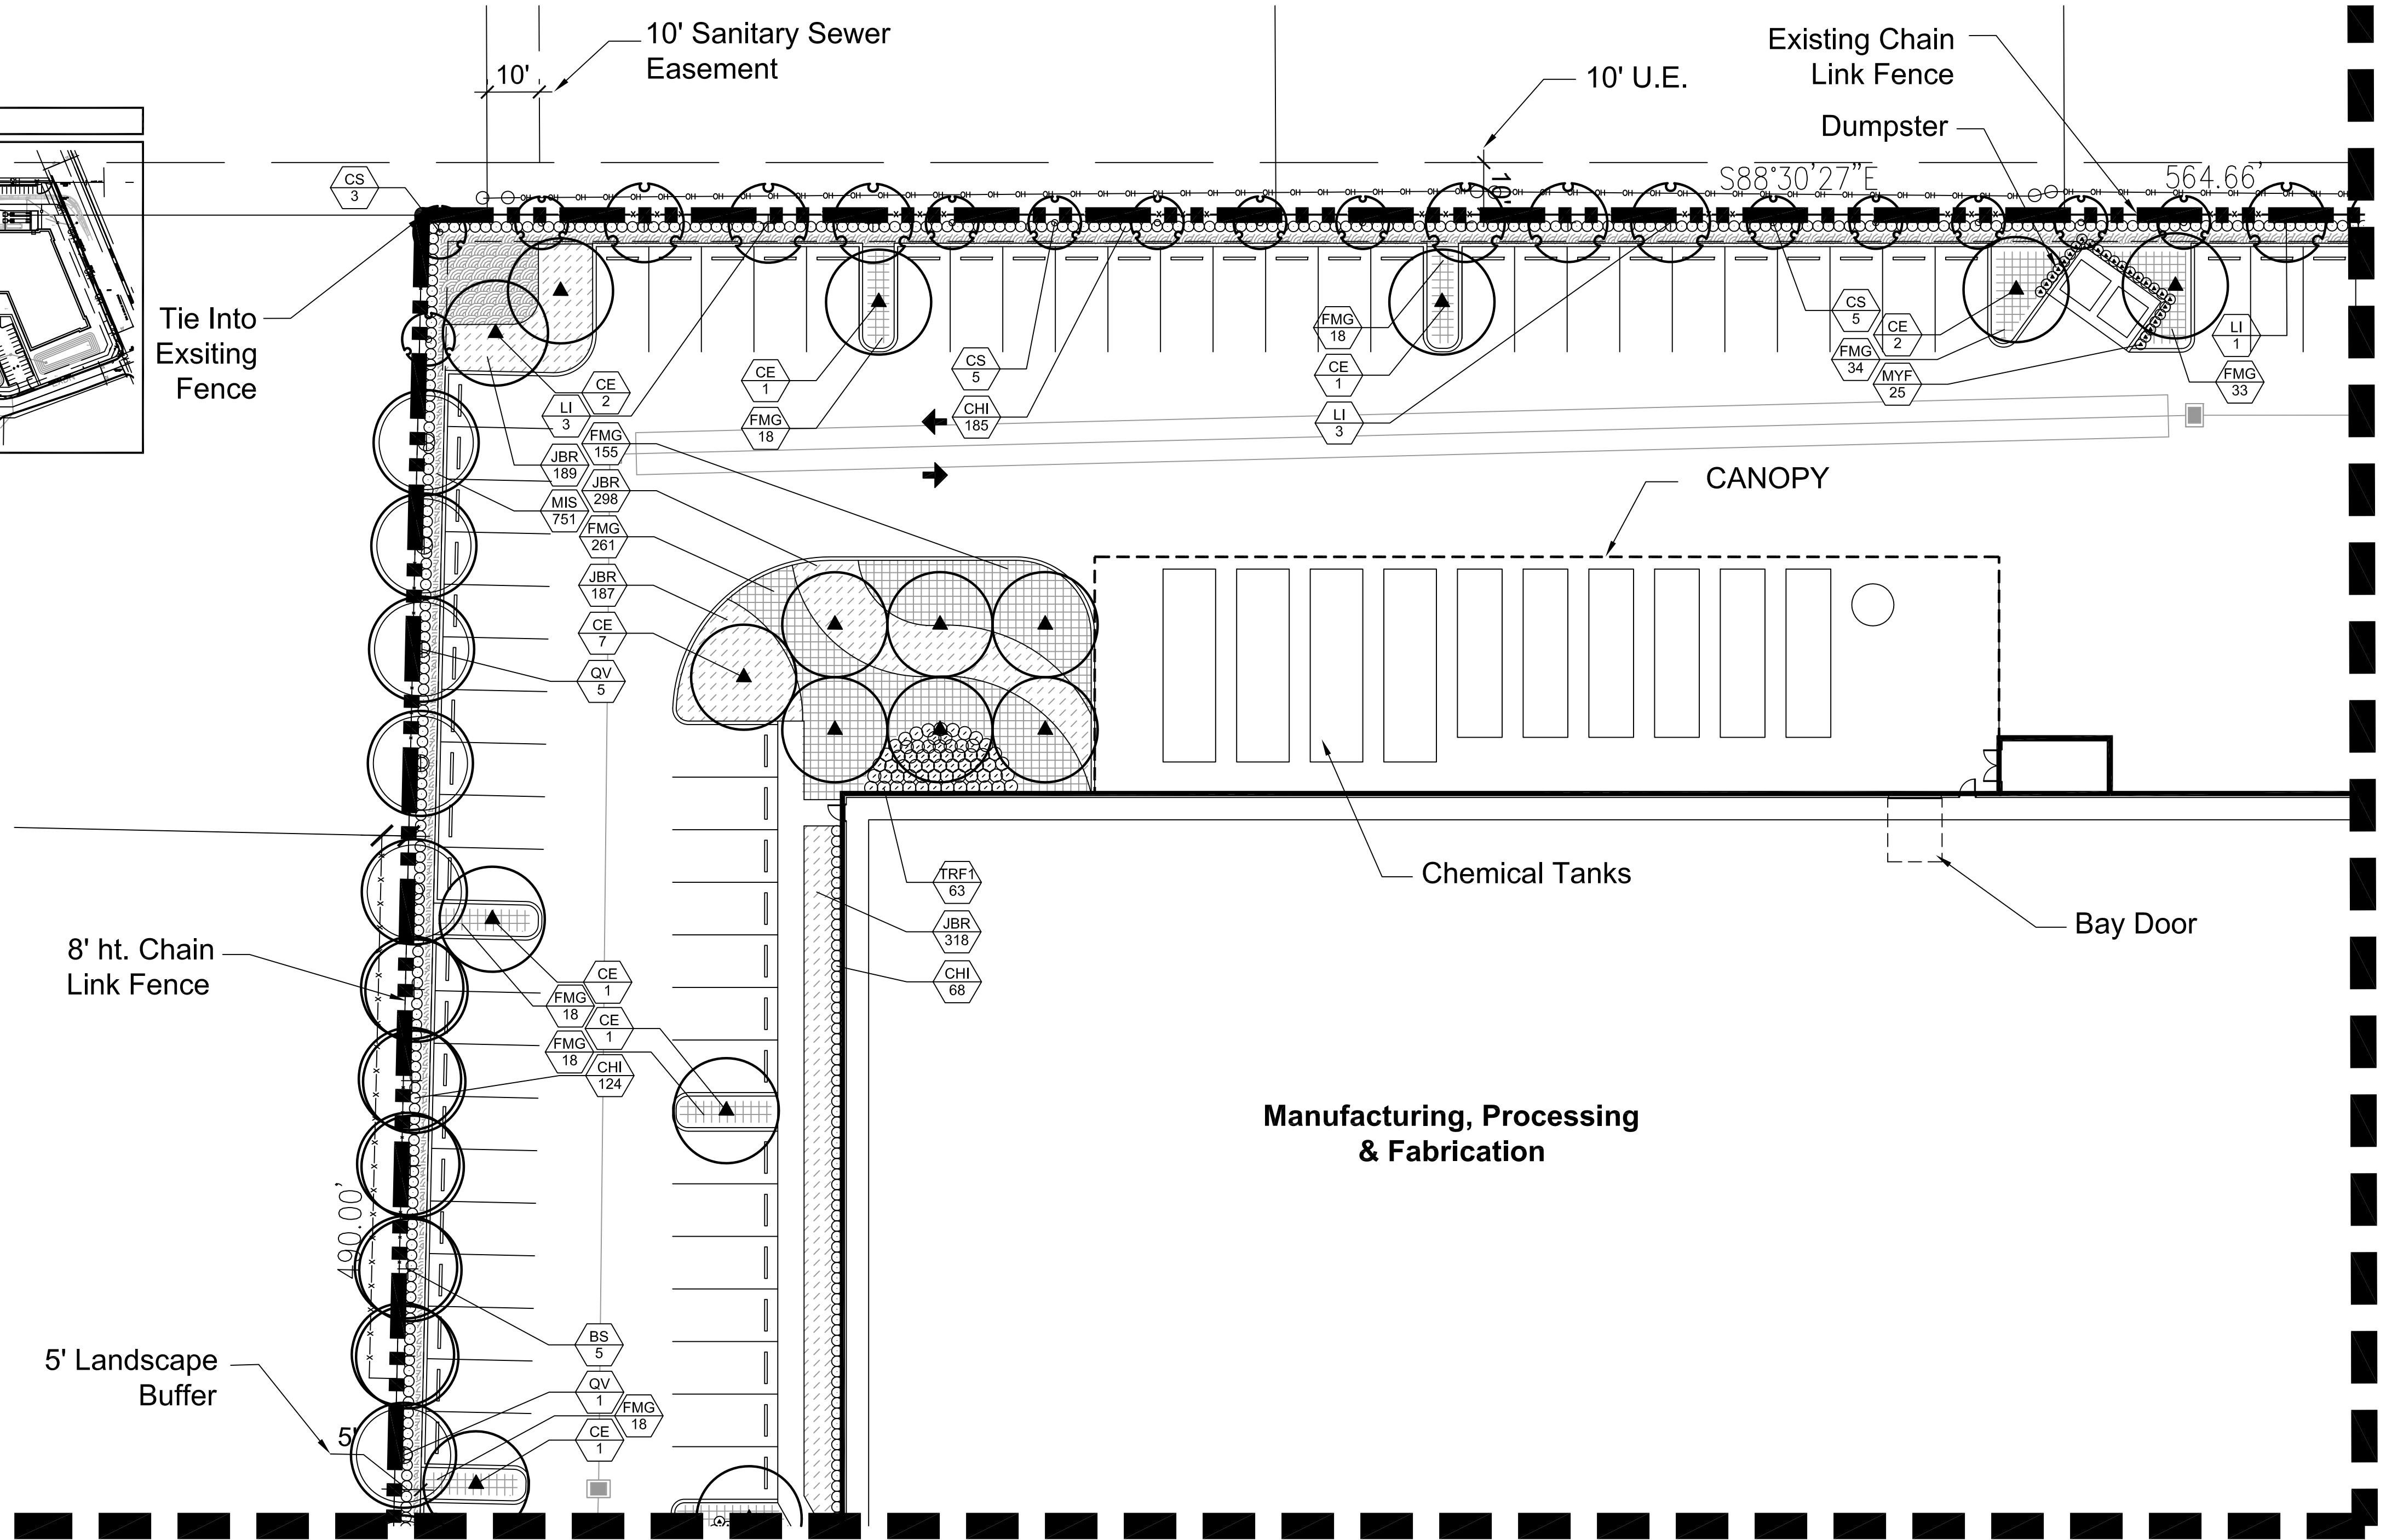 10' Sanitary Sewer
Easement
10'
10' U.E.
Existing Chain
Link Fence
Dumpster
S88°30'27"E
564.66'
10'
CS
3
Tie Into
Exsiting
Fence
CE
2
LI
3
CE
1
FMG
18
CS
5
CHI
185
FMG
18
CE
1
LI
3
CS
5
CE
2
FMG
34
MYF
25
LI
1
FMG
33
FMG
155
JBR
189
JBR
298
MIS
751
FMG
261
JBR
187
CE
7
QV
5
CANOPY
Chemical Tanks
Bay Door
TRF1
63
JBR
318
CHI
68
8' ht. Chain
Link Fence
CE
1
FMG
18
CE
1
FMG
18
CHI
124
Manufacturing, Processing
& Fabrication
490.00'
5' Landscape
Buffer
5'
BS
5
QV
1
FMG
18
CE
1